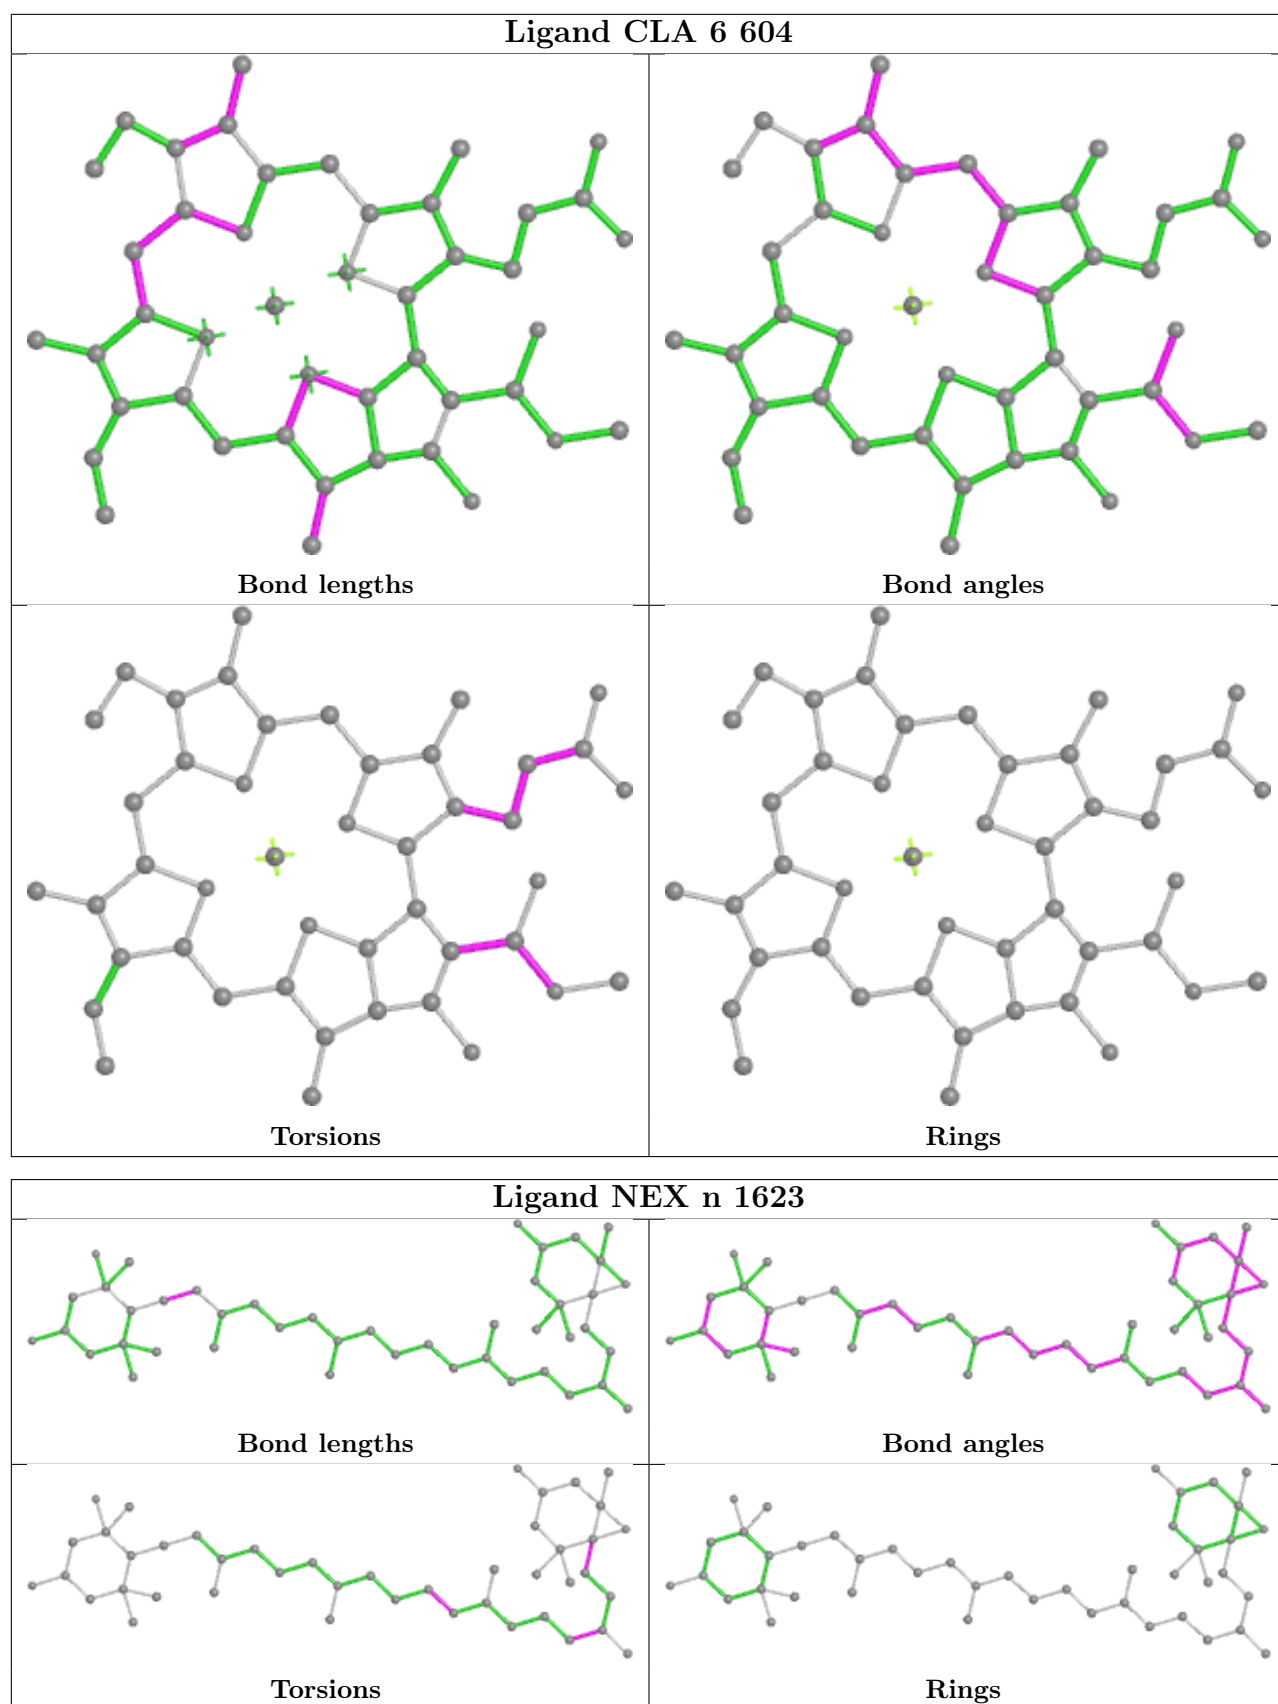 Ligand CLA 6 604
Bond lengths
Bond angles
Torsions
Rings
Ligand NEX n 1623
Bond lengths
Bond angles
Torsions
Rings